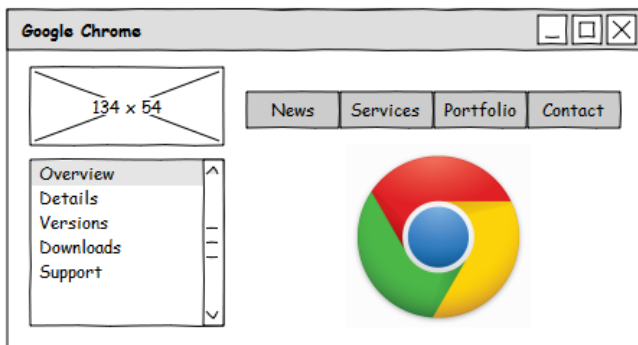 Google Chrome
134 x 54
News Services Portfolio Contact
Overview
Details
Versions
Downloads
Support